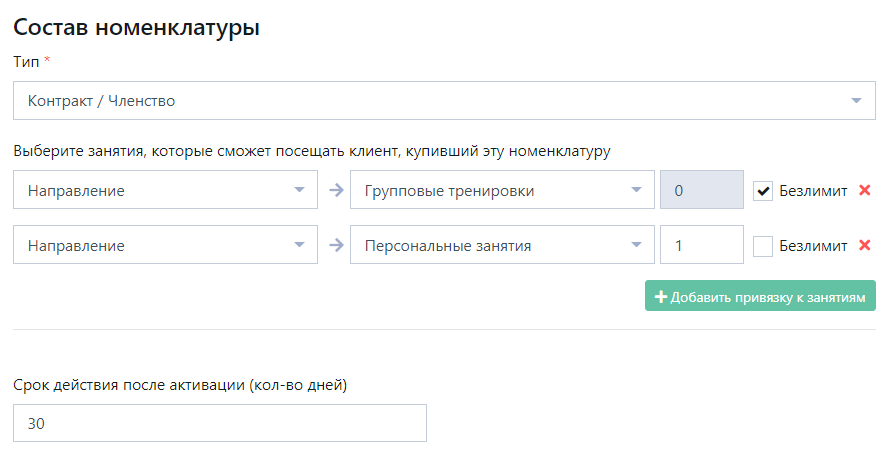 Состав номенклатуры
Тип *
Контракт / Членство
Выберите занятия, которые сможет посещать клиент, купивший эту номенклатуру
Направление Групповые тренировки 0 Безлимит
Направление Персональные занятия 1 Безлимит
Добавить привязку к занятиям
Срок действия после активации (кол-во дней)
30